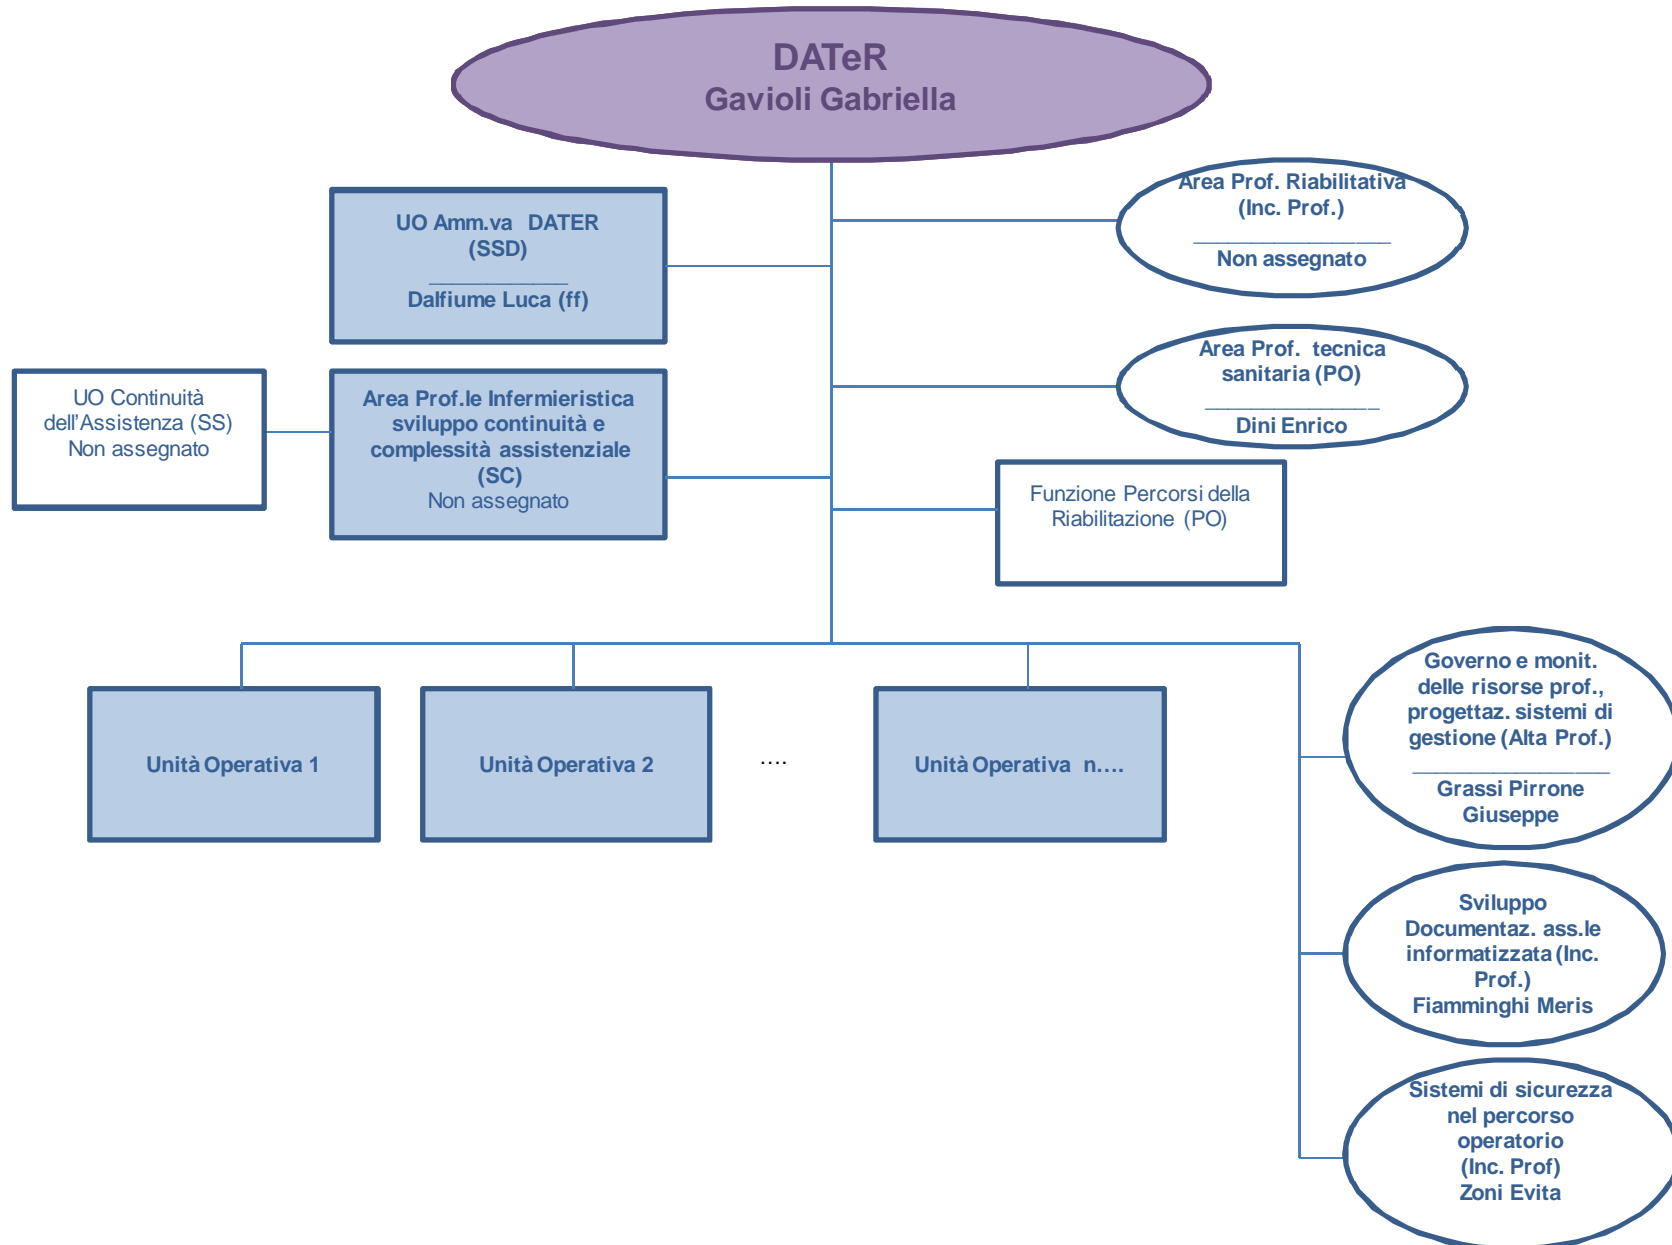 DATeR
Gavioli Gabriella
UO Amm.va DATER
(SSD)
____________
Dalfiume Luca (ff)
Area Prof. Riabilitativa
(Inc. Prof.)
_________________
Non assegnato
Area Prof. tecnica
sanitaria (PO)
_______________
Dini Enrico
UO Continuità
dell'Assistenza (SS)
Non assegnato
Area Prof.le Infermieristica
sviluppo continuità e
complessità assistenziale
(SC)
Non assegnato
Funzione Percorsi della
Riabilitazione (PO)
Unità Operativa 1
Unità Operativa 2
....
Unità Operativa n....
Governo e monit.
delle risorse prof.,
progettaz. sistemi di
gestione (Alta Prof.)
_________________
Grassi Pirrone
Giuseppe
Sviluppo
Documentaz. ass.le
informatizzata (Inc.
Prof.)
Fiamminghi Meris
Sistemi di sicurezza
nel percorso
operatorio
(Inc. Prof)
Zoni Evita